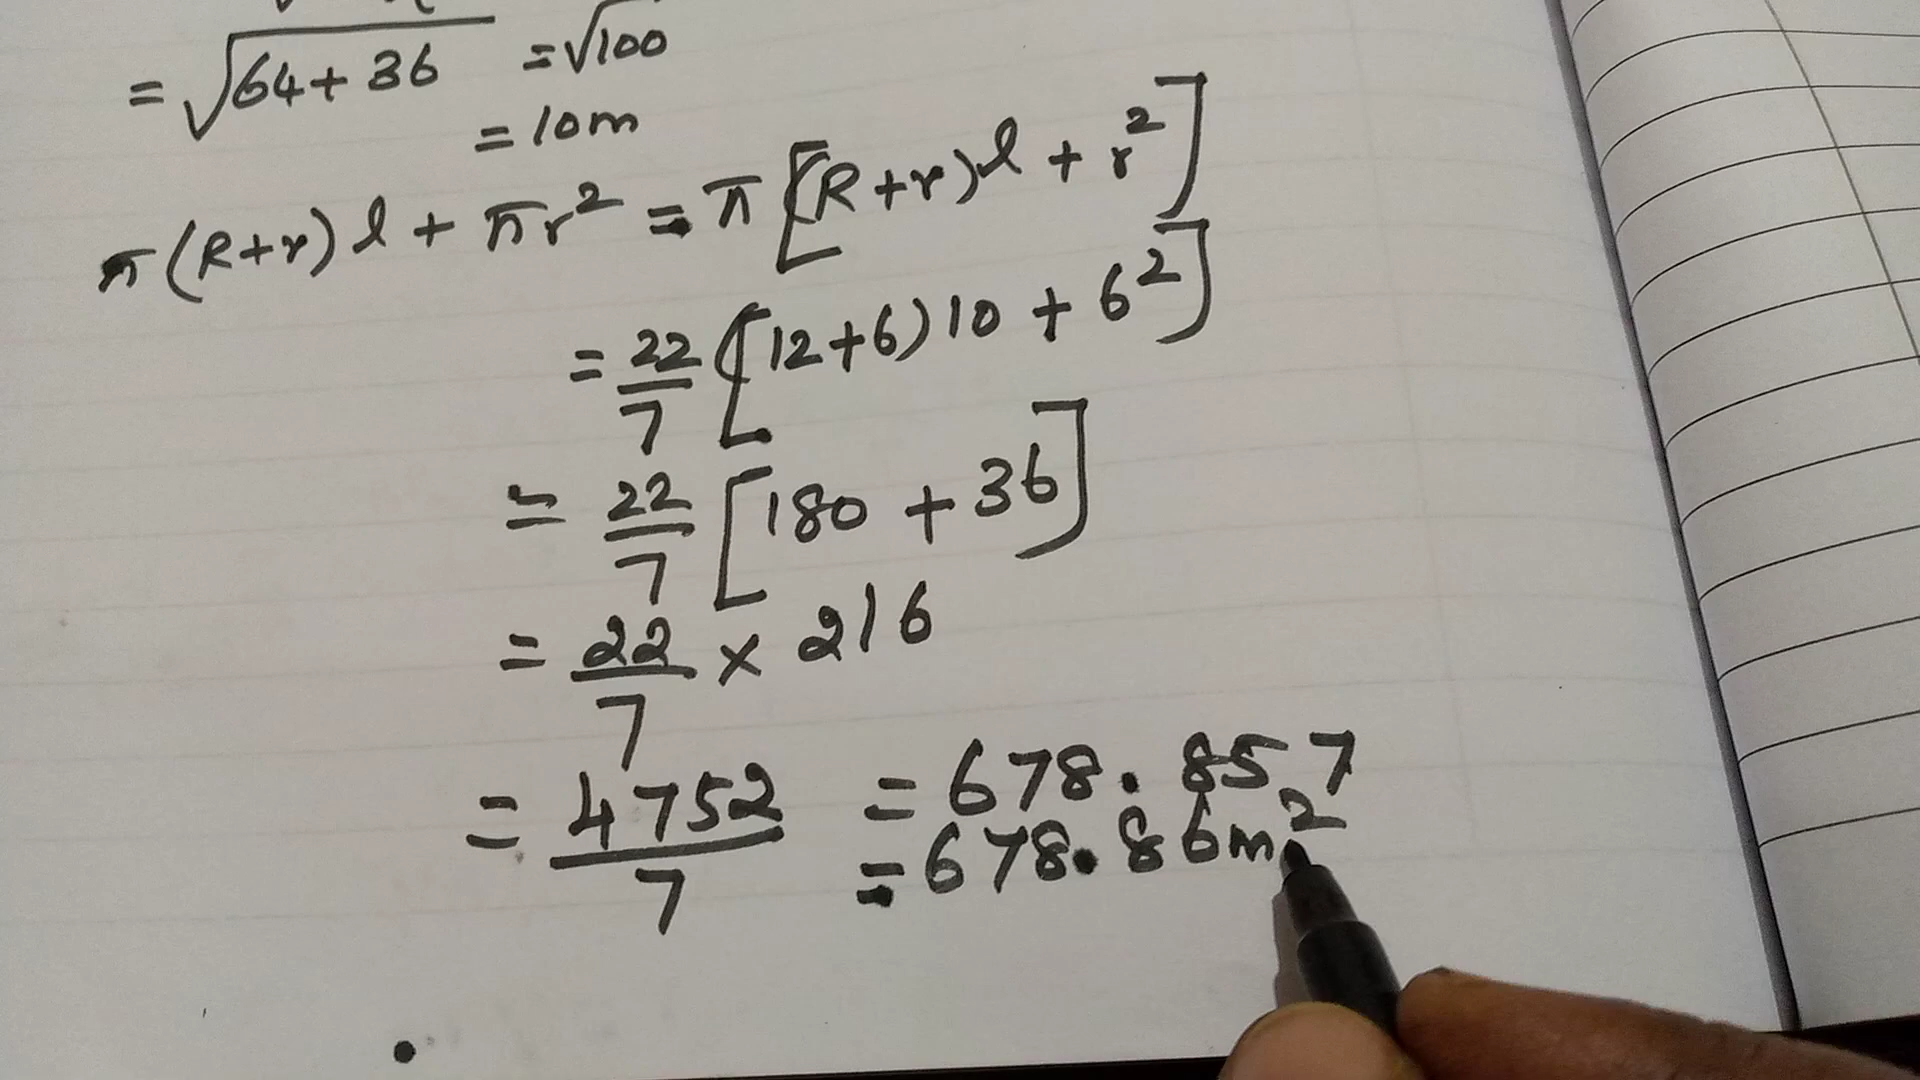 = √64+36 = √100
= 10m
π(R+r)l + πr² = π[(R+r)l + r²]
= 22/7 [(12+6)10 + 6²]
= 22/7 [180 + 36]
= 22/7 × 216
= 4752/7 = 678.857
= 678.86m²